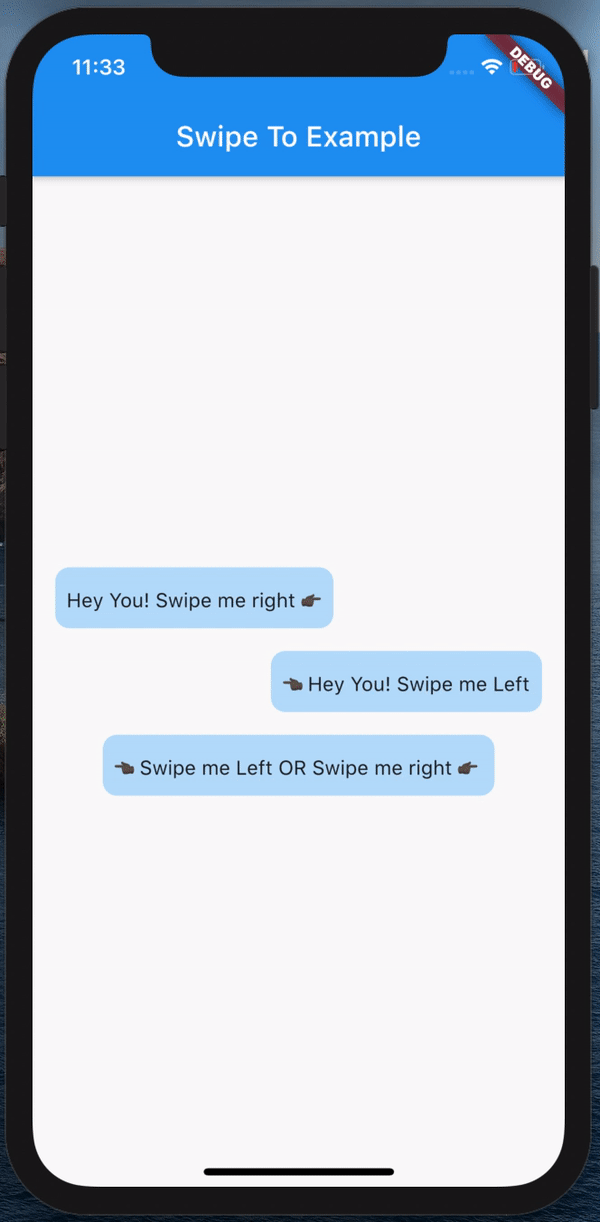 11:33
DEBUG
Swipe To Example
Hey You! Swipe me right 👉🏿
👈🏿 Hey You! Swipe me Left
👈🏿 Swipe me Left OR Swipe me right 👉🏿